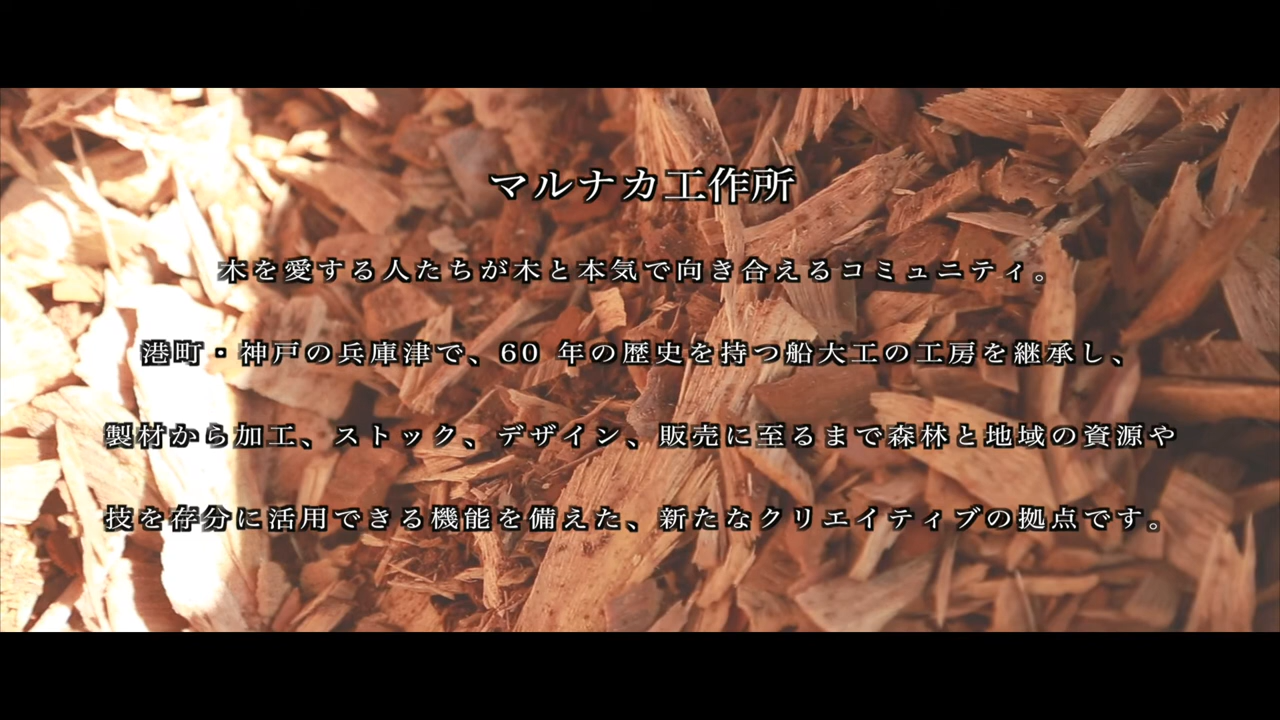 マルナカ工作所
木を愛する人たちが木と本気で向き合えるコミュニティ。
港町・神戸の兵庫津で、60 年の歴史を持つ船大工の工房を継承し、
製材から加工、ストック、デザイン、販売に至るまで森林と地域の資源や
技を存分に活用できる機能を備えた、新たなクリエイティブの拠点です。